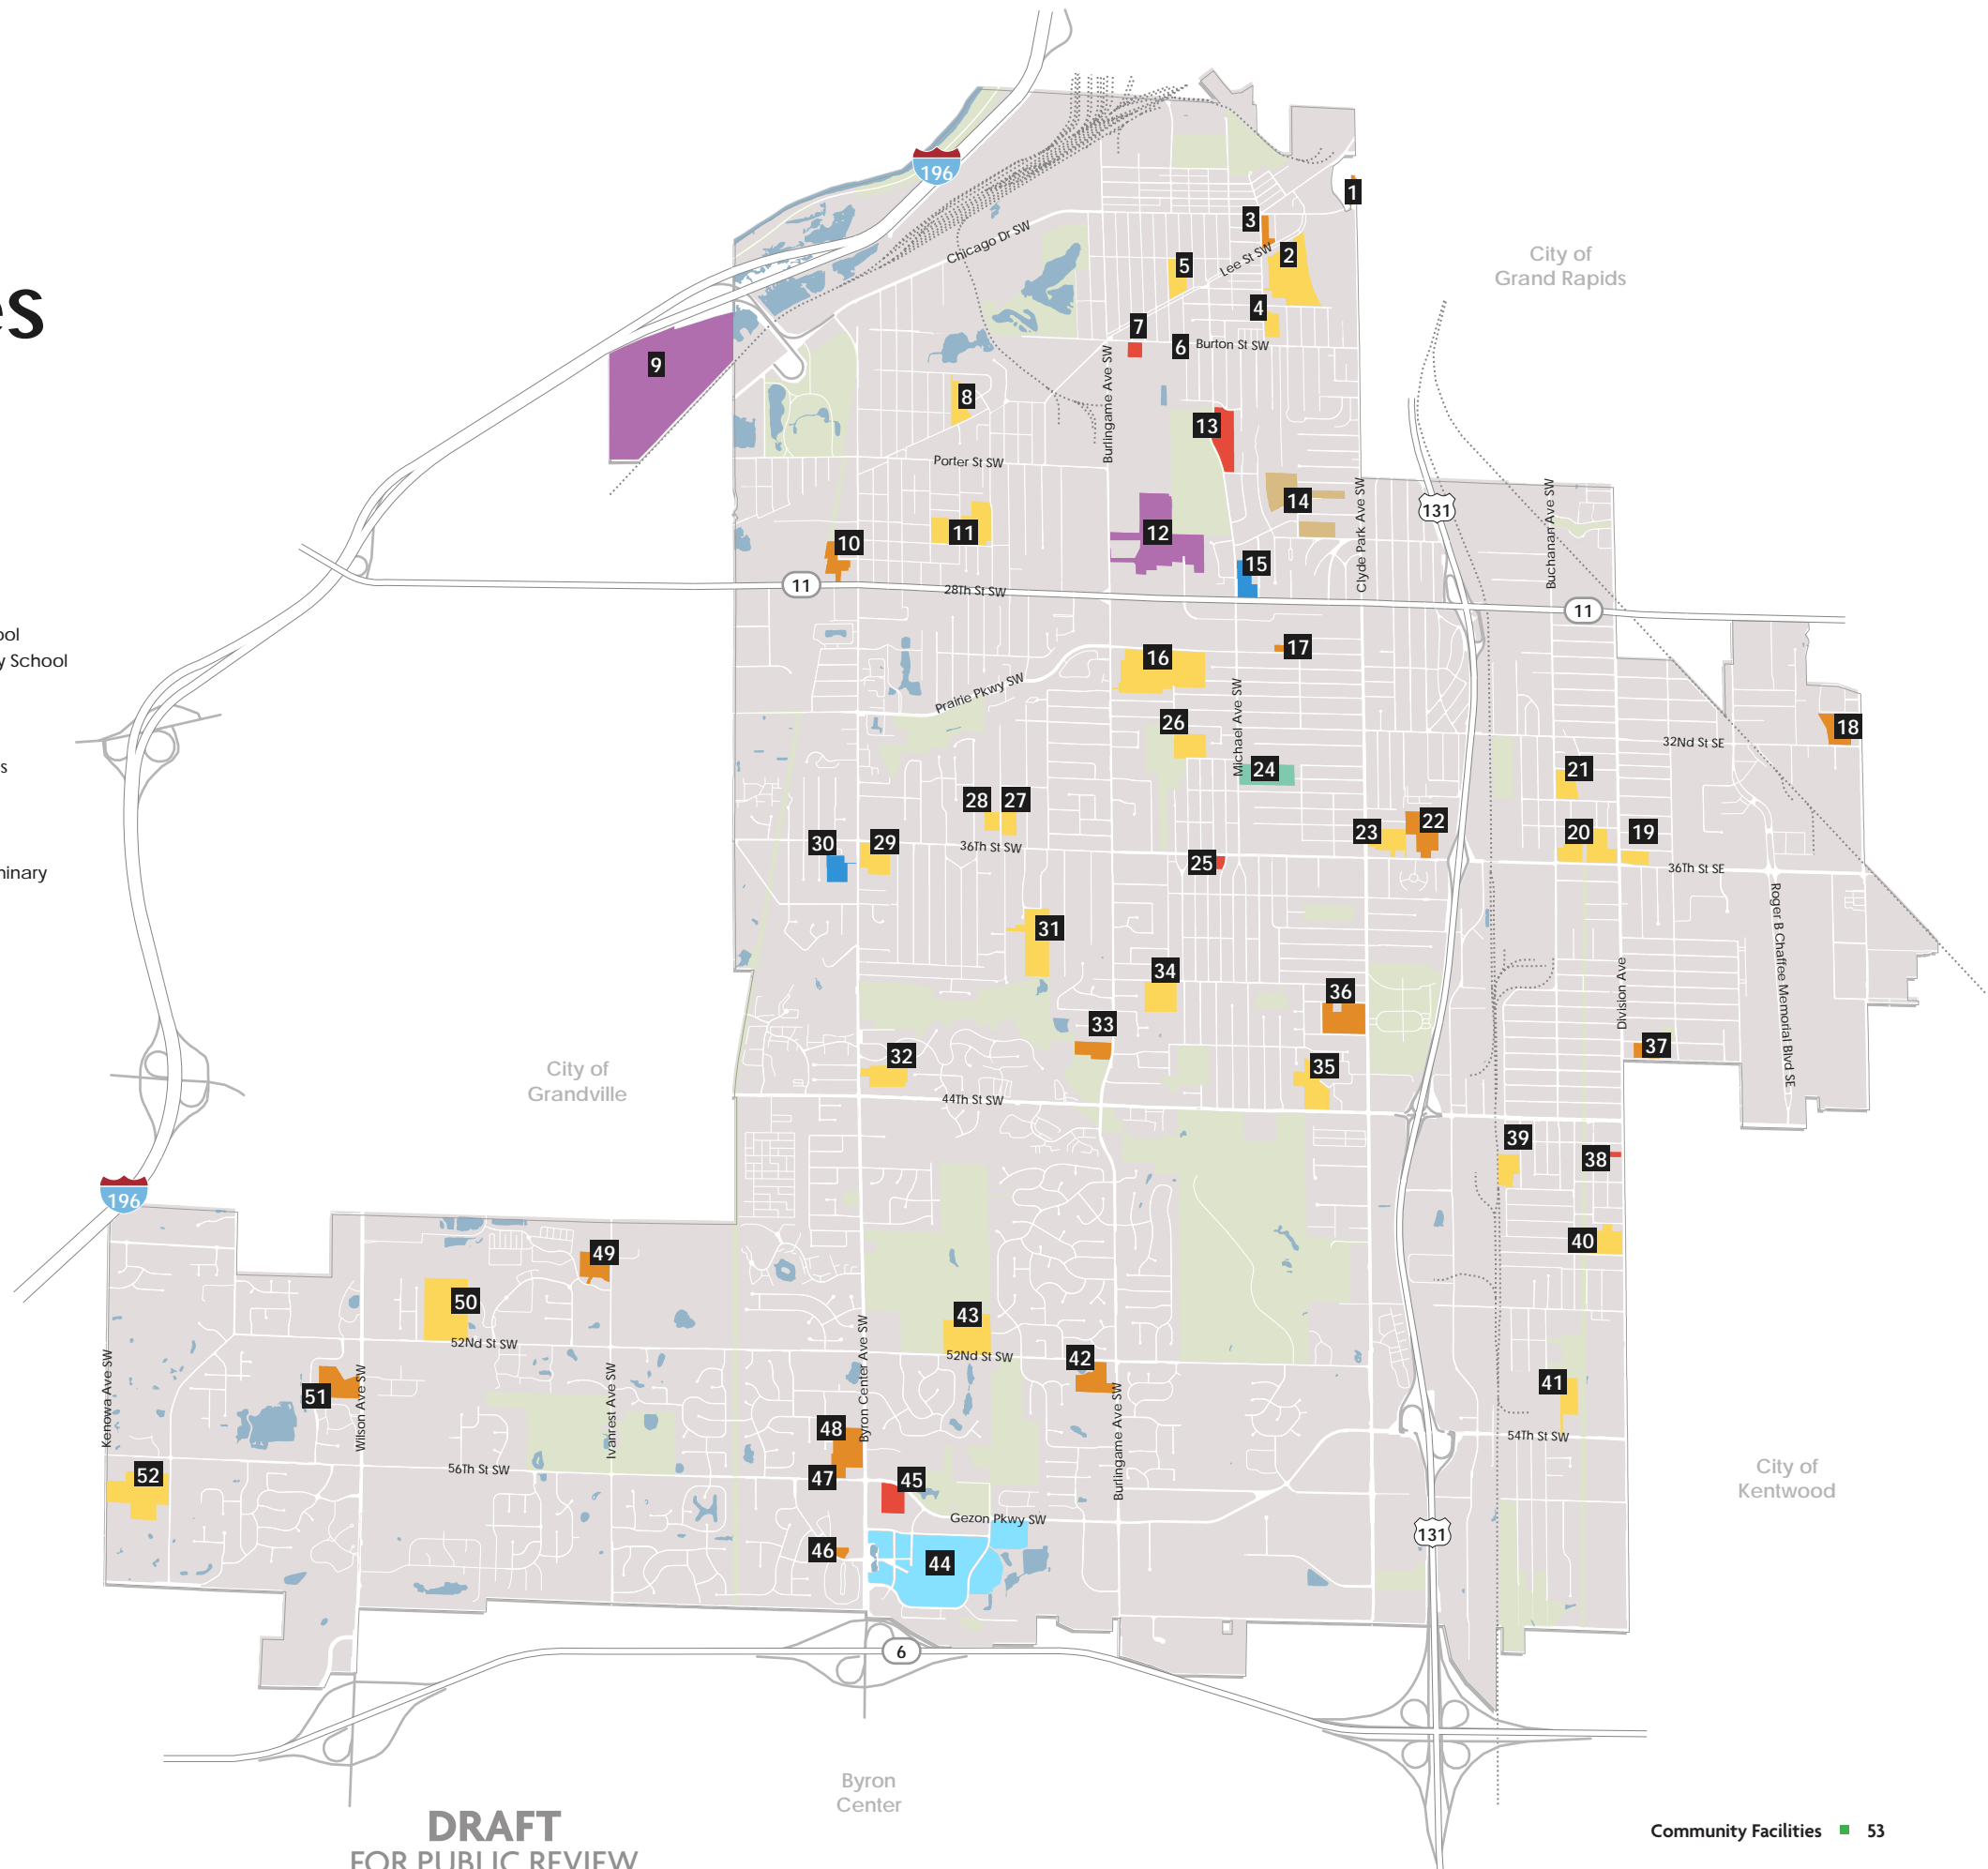 es
ool
y School
s
ninary
196
Chicago Dr SW
1
3
2
Lee St SW
5
4
City of
Grand Rapids
7
6
Burton St SW
9
8
Burlingame Ave SW
13
Porter St SW
14
131
Clyde Park Ave SW
Buchanan Ave SW
10
11
12
15
11
28Th St SW
11
17
16
Prairie Pkwy SW
Michael Ave SW
26
18
32Nd St SE
24
21
28
27
30
29
36Th St SW
23
22
20
19
25
36Th St SE
Roger B Chaffee Memorial Blvd SE
31
34
36
Division Ave
33
37
32
35
City of
Grandville
44Th St SW
39
38
196
40
49
50
43
52Nd St SW
52Nd St SW
42
Kenowa Ave SW
51
Wilson Ave SW
Ivanrest Ave SW
Byron Center Ave SW
Burlingame Ave SW
41
48
54Th St SW
56Th St SW
47
45
52
City of
Kentwood
Gezon Pkwy SW
131
46
44
6
Byron
Center
DRAFT
FOR PUBLIC REVIEW
Community Facilities 53